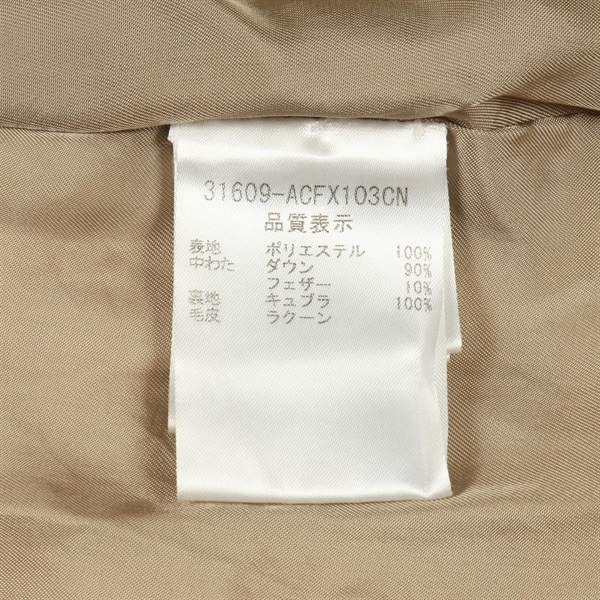 31609-ACFX103CN
品質表示
表地 ポリエステル 100%
中わた ダウン 90%
フェザー 10%
裏地 キュプラ 100%
毛皮 ラクーン